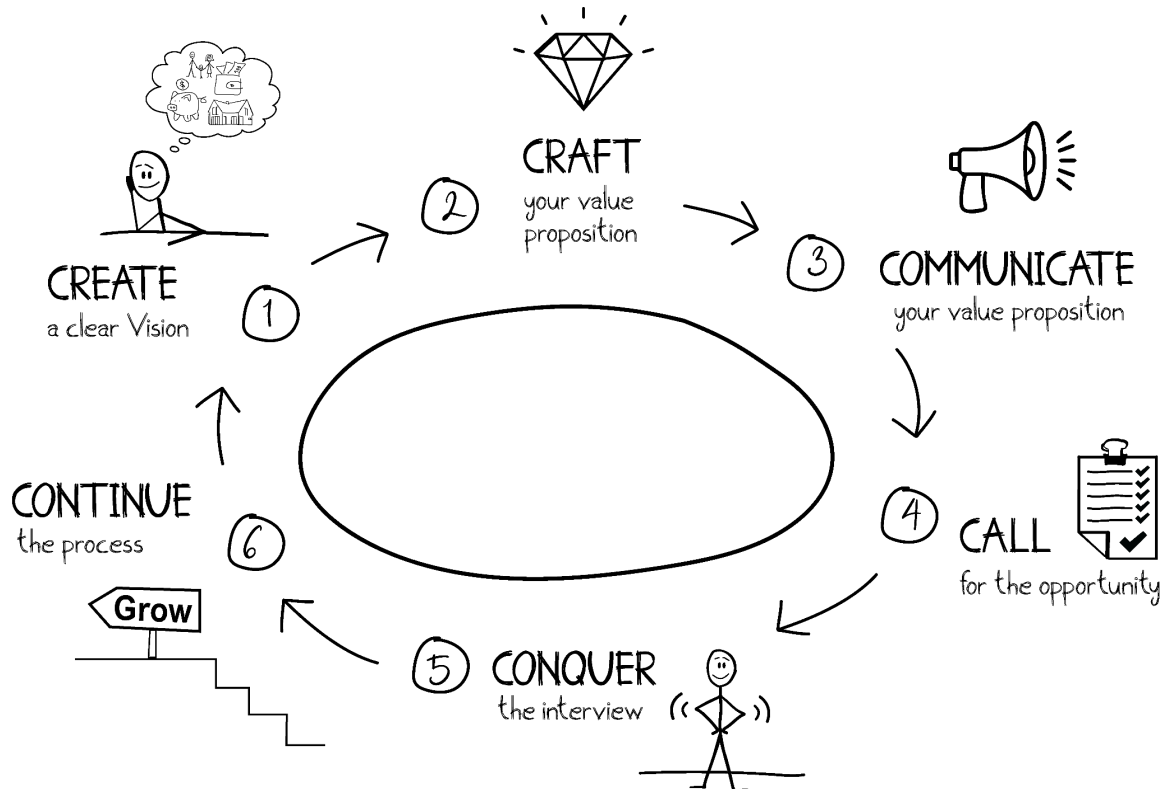 1
CREATE
a clear Vision
2
CRAFT
your value
proposition
3
COMMUNICATE
your value proposition
4
CALL
for the opportunity
5
CONQUER
the interview
6
CONTINUE
the process
Grow
$